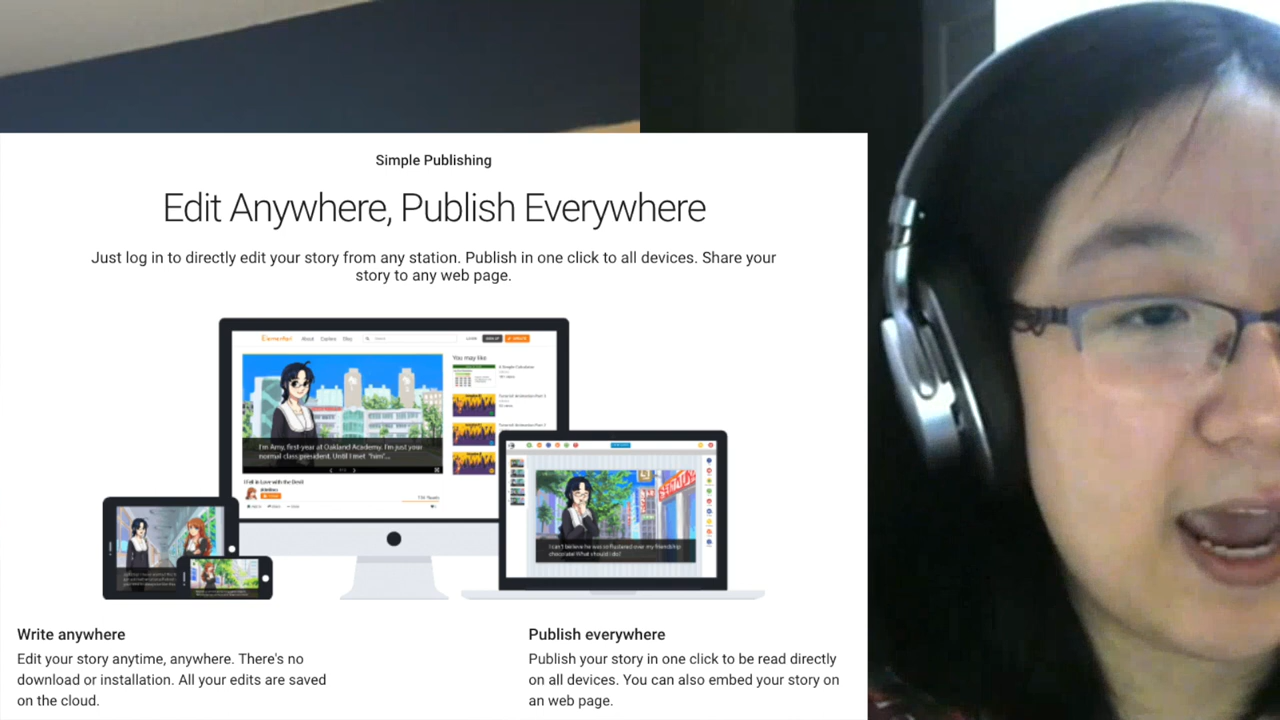 Simple Publishing
Edit Anywhere, Publish Everywhere
Just log in to directly edit your story from any station. Publish in one click to all devices. Share your
story to any web page.
You may like
I'm Amy, first-year at Oakland Academy. I'm just your
normal class president. Until I met "him"...
I Fell in Love with the Devil
I can't believe he was so flustered over my friendship
chocolate! What should I do?
Write anywhere
Edit your story anytime, anywhere. There's no
download or installation. All your edits are saved
on the cloud.
Publish everywhere
Publish your story in one click to be read directly
on all devices. You can also embed your story on
an web page.